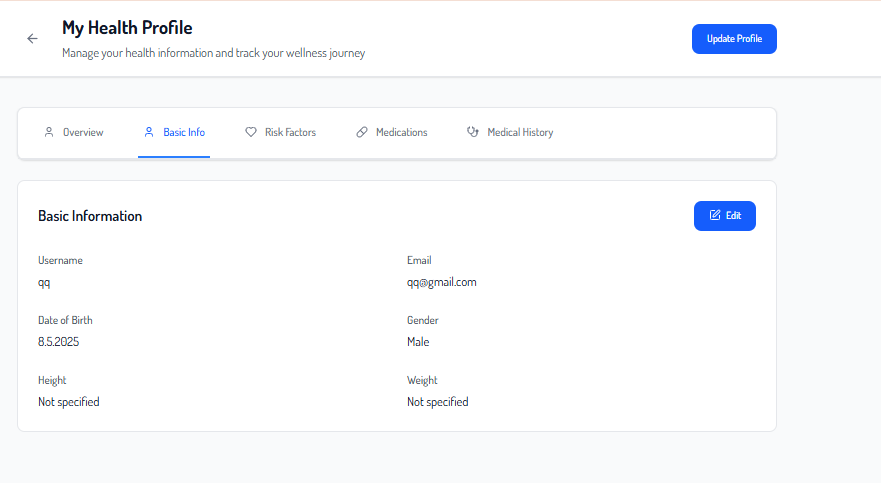 My Health Profile
Manage your health information and track your wellness journey
Update Profile
Overview
Basic Info
Risk Factors
Medications
Medical History
Basic Information
Edit
Username
Email
qq
qq@gmail.com
Date of Birth
Gender
8.5.2025
Male
Height
Weight
Not specified
Not specified